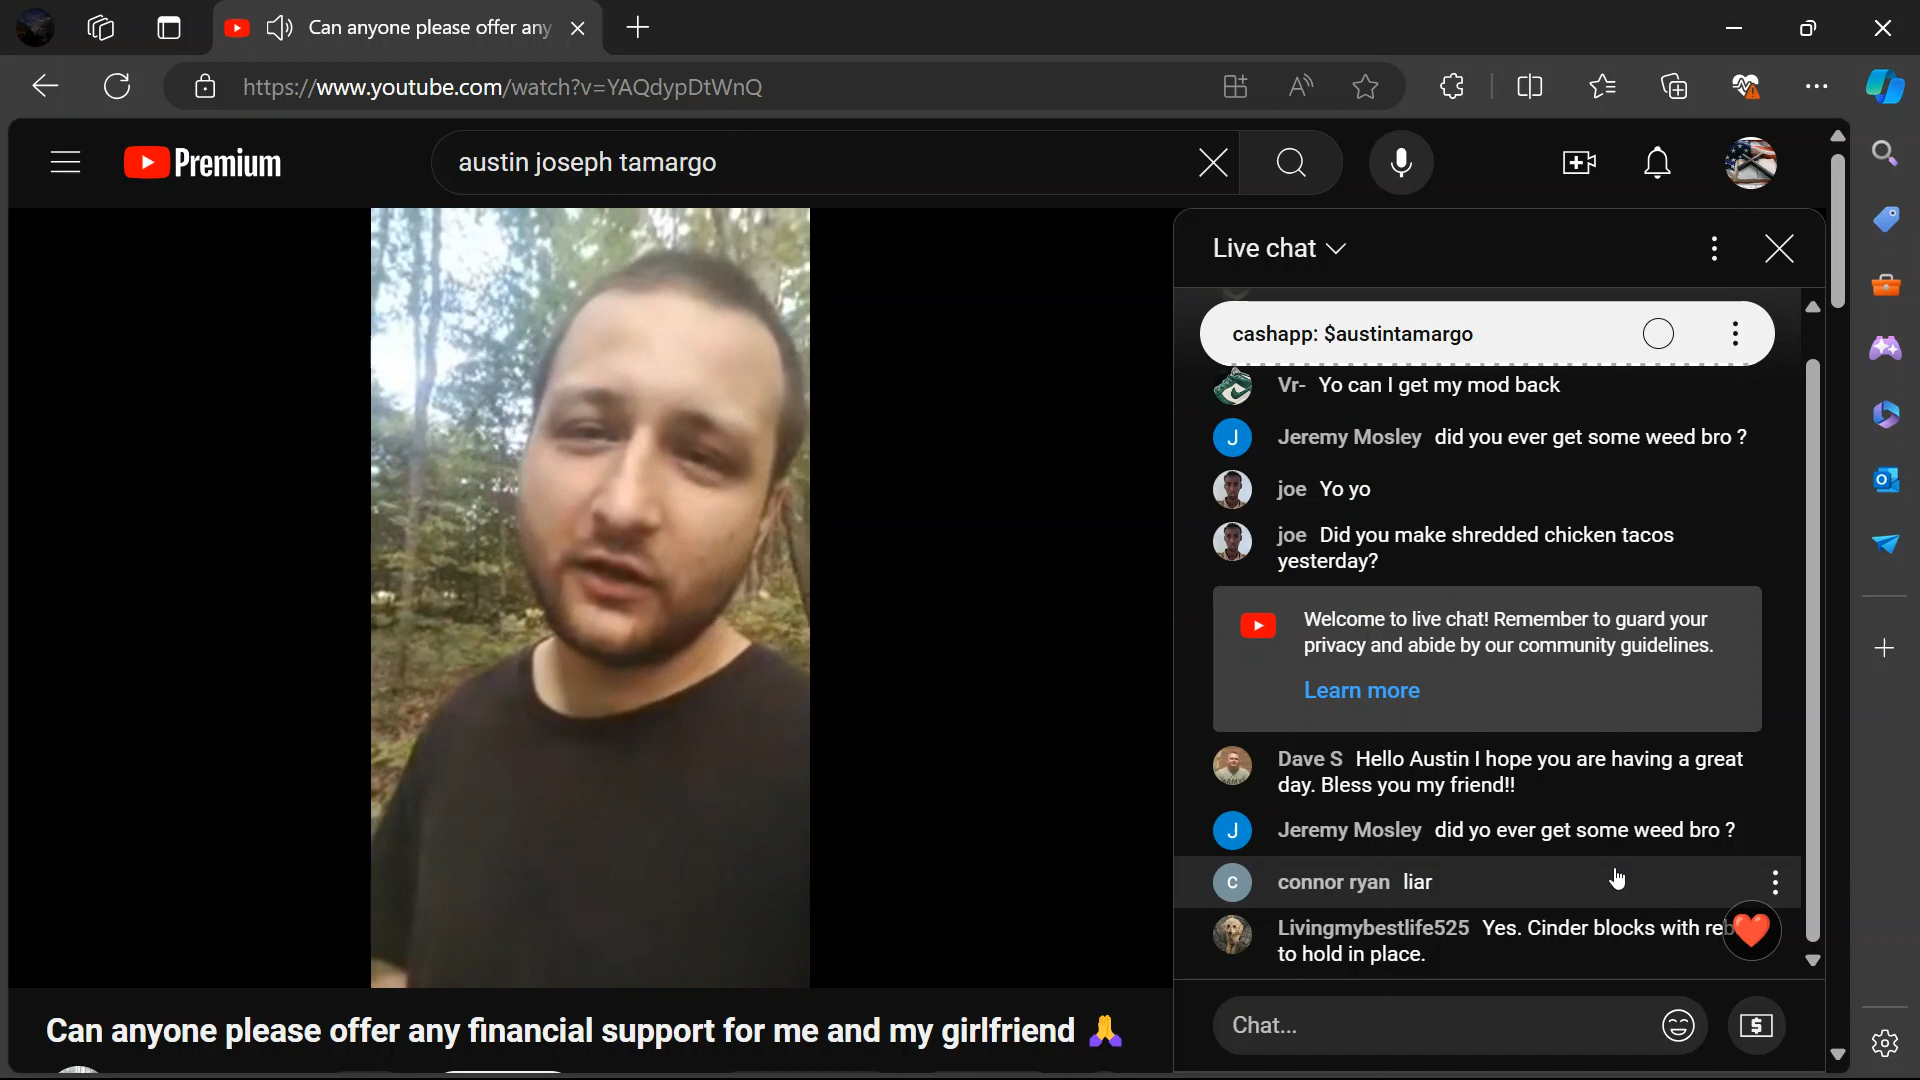 Can anyone please offer any
https://www.youtube.com/watch?v=YAQdypDtWnQ
Premium
austin joseph tamargo
Live chat
cashapp: $austintamargo
Vr- Yo can I get my mod back
J Jeremy Mosley did you ever get some weed bro ?
joe Yo yo
joe Did you make shredded chicken tacos
yesterday?
Welcome to live chat! Remember to guard your
privacy and abide by our community guidelines.
Learn more
Dave S Hello Austin I hope you are having a great
day. Bless you my friend!!
J Jeremy Mosley did yo ever get some weed bro ?
c connor ryan liar
Livingmybestlife525 Yes. Cinder blocks with
to hold in place.
Chat...
Can anyone please offer any financial support for me and my girlfriend 🙏